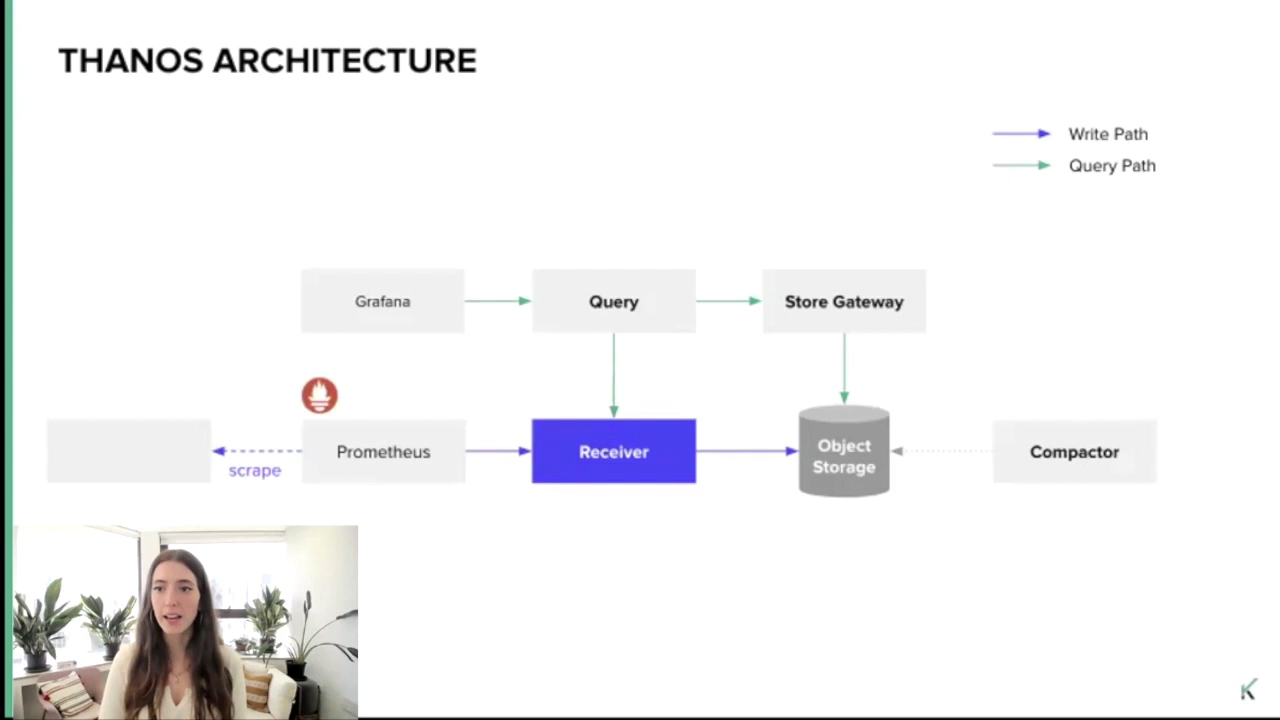 THANOS ARCHITECTURE
Write Path
Query Path
Grafana
Query
Store Gateway
scrape
Prometheus
Receiver
Object
Storage
Compactor